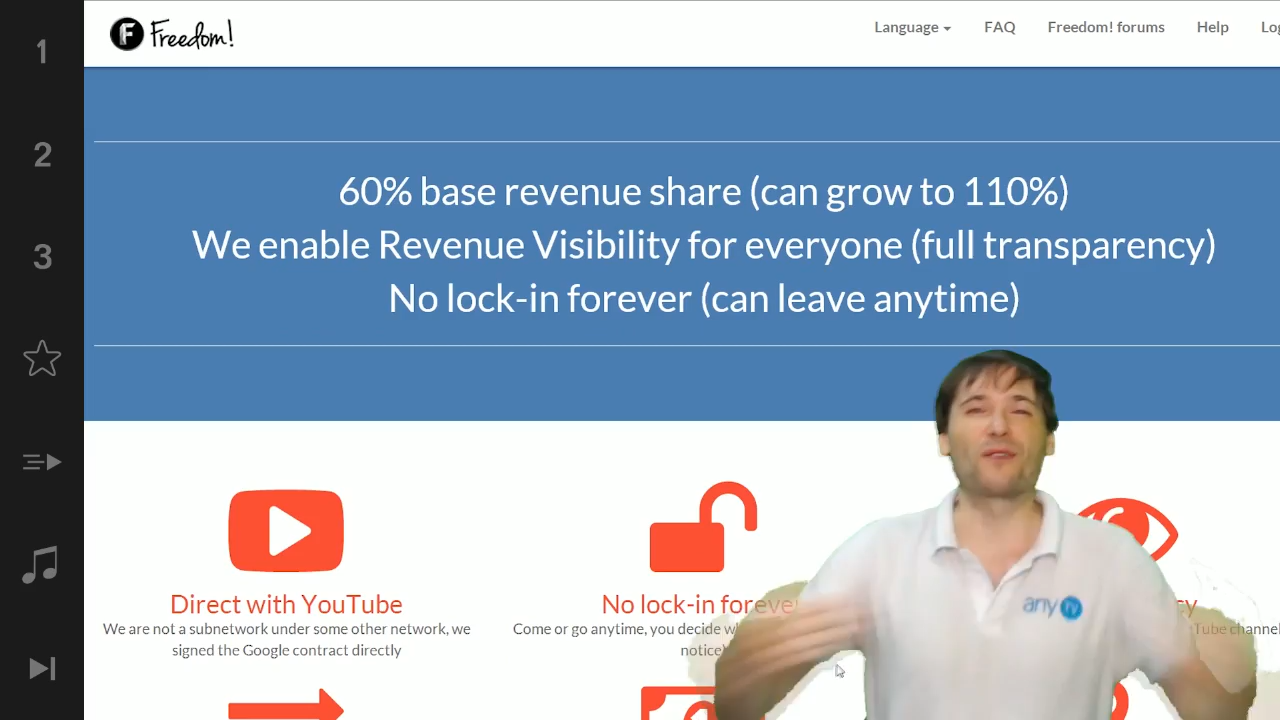 1
2
3
F Freedom!
Language
FAQ
Freedom! forums
Help
60% base revenue share (can grow to 110%)
We enable Revenue Visibility for everyone (full transparency)
No lock-in forever (can leave anytime)
Direct with YouTube
We are not a subnetwork under some other network, we
signed the Google contract directly
No lock-in forever
Come or go anytime, you decide
any TV